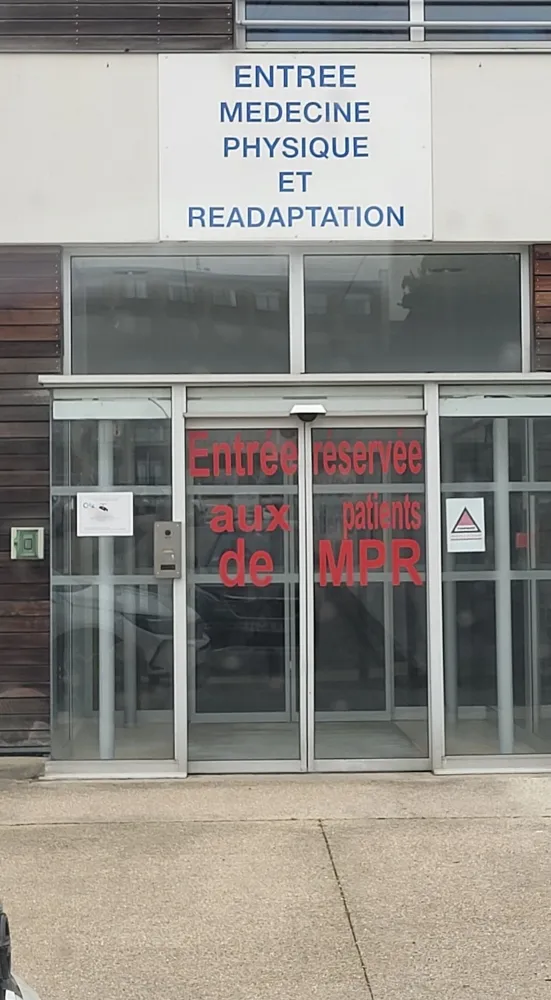 ENTREE
MEDECINE
PHYSIQUE
ET
READAPTATION
Entrée réservée
aux patients
de MPR